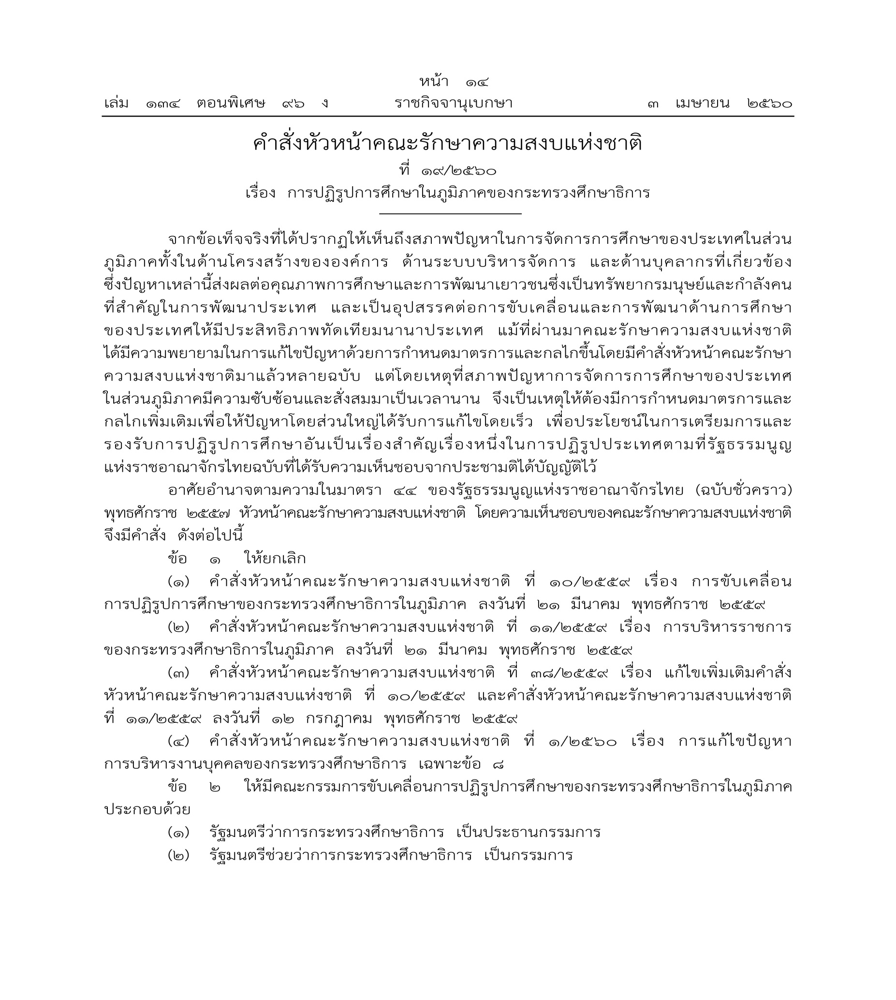 หน้า ๑๔
เล่ม ๑๓๔ ตอนพิเศษ ๙๖ ง ราชกิจจานุเบกษา ๓ เมษายน ๒๕๖๐
คำสั่งหัวหน้าคณะรักษาความสงบแห่งชาติ
ที่ ๑๙/๒๕๖๐
เรื่อง การปฏิรูปการศึกษาในภูมิภาคของกระทรวงศึกษาธิการ
จากข้อเท็จจริงที่ได้ปรากฏให้เห็นถึงสภาพปัญหาในการจัดการการศึกษาของประเทศในส่วน
ภูมิภาคทั้งในด้านโครงสร้างขององค์การ ด้านระบบบริหารจัดการ และด้านบุคลากรที่เกี่ยวข้อง
ซึ่งปัญหาเหล่านี้ส่งผลต่อคุณภาพการศึกษาและการพัฒนาเยาวชนซึ่งเป็นทรัพยากรมนุษย์และกำลังคน
ที่สำคัญในการพัฒนาประเทศ และเป็นอุปสรรคต่อการขับเคลื่อนและการพัฒนาด้านการศึกษา
ของประเทศให้มีประสิทธิภาพทัดเทียมนานาประเทศ แม้ที่ผ่านมาคณะรักษาความสงบแห่งชาติ
ได้มีความพยายามในการแก้ไขปัญหาด้วยการกำหนดมาตรการและกลไกขึ้นโดยมีคำสั่งหัวหน้าคณะรักษา
ความสงบแห่งชาติมาแล้วหลายฉบับ แต่โดยเหตุที่สภาพปัญหาการจัดการการศึกษาของประเทศ
ในส่วนภูมิภาคมีความซับซ้อนและสั่งสมมาเป็นเวลานาน จึงเป็นเหตุให้ต้องมีการกำหนดมาตรการและ
กลไกเพิ่มเติมเพื่อให้ปัญหาโดยส่วนใหญ่ได้รับการแก้ไขโดยเร็ว เพื่อประโยชน์ในการเตรียมการและ
รองรับการปฏิรูปการศึกษาอันเป็นเรื่องสำคัญเรื่องหนึ่งในการปฏิรูปประเทศตามที่รัฐธรรมนูญ
แห่งราชอาณาจักรไทยฉบับที่ได้รับความเห็นชอบจากประชามติได้บัญญัติไว้
อาศัยอำนาจตามความในมาตรา ๔๔ ของรัฐธรรมนูญแห่งราชอาณาจักรไทย (ฉบับชั่วคราว)
พุทธศักราช ๒๕๕๗ หัวหน้าคณะรักษาความสงบแห่งชาติ โดยความเห็นชอบของคณะรักษาความสงบแห่งชาติ
จึงมีคำสั่ง ดังต่อไปนี้
ข้อ ๑ ให้ยกเลิก
(๑) คำสั่งหัวหน้าคณะรักษาความสงบแห่งชาติ ที่ ๑๐/๒๕๕๙ เรื่อง การขับเคลื่อน
การปฏิรูปการศึกษาของกระทรวงศึกษาธิการในภูมิภาค ลงวันที่ ๒๑ มีนาคม พุทธศักราช ๒๕๕๙
(๒) คำสั่งหัวหน้าคณะรักษาความสงบแห่งชาติ ที่ ๑๑/๒๕๕๙ เรื่อง การบริหารราชการ
ของกระทรวงศึกษาธิการในภูมิภาค ลงวันที่ ๒๑ มีนาคม พุทธศักราช ๒๕๕๙
(๓) คำสั่งหัวหน้าคณะรักษาความสงบแห่งชาติ ที่ ๓๘/๒๕๕๙ เรื่อง แก้ไขเพิ่มเติมคำสั่ง
หัวหน้าคณะรักษาความสงบแห่งชาติ ที่ ๑๐/๒๕๕๙ และคำสั่งหัวหน้าคณะรักษาความสงบแห่งชาติ
ที่ ๑๑/๒๕๕๙ ลงวันที่ ๑๒ กรกฎาคม พุทธศักราช ๒๕๕๙
(๔) คำสั่งหัวหน้าคณะรักษาความสงบแห่งชาติ ที่ ๑/๒๕๖๐ เรื่อง การแก้ไขปัญหา
การบริหารงานบุคคลของกระทรวงศึกษาธิการ เฉพาะข้อ ๘
ข้อ ๒ ให้มีคณะกรรมการขับเคลื่อนการปฏิรูปการศึกษาของกระทรวงศึกษาธิการในภูมิภาค
ประกอบด้วย
(๑) รัฐมนตรีว่าการกระทรวงศึกษาธิการ เป็นประธานกรรมการ
(๒) รัฐมนตรีช่วยว่าการกระทรวงศึกษาธิการ เป็นกรรมการ